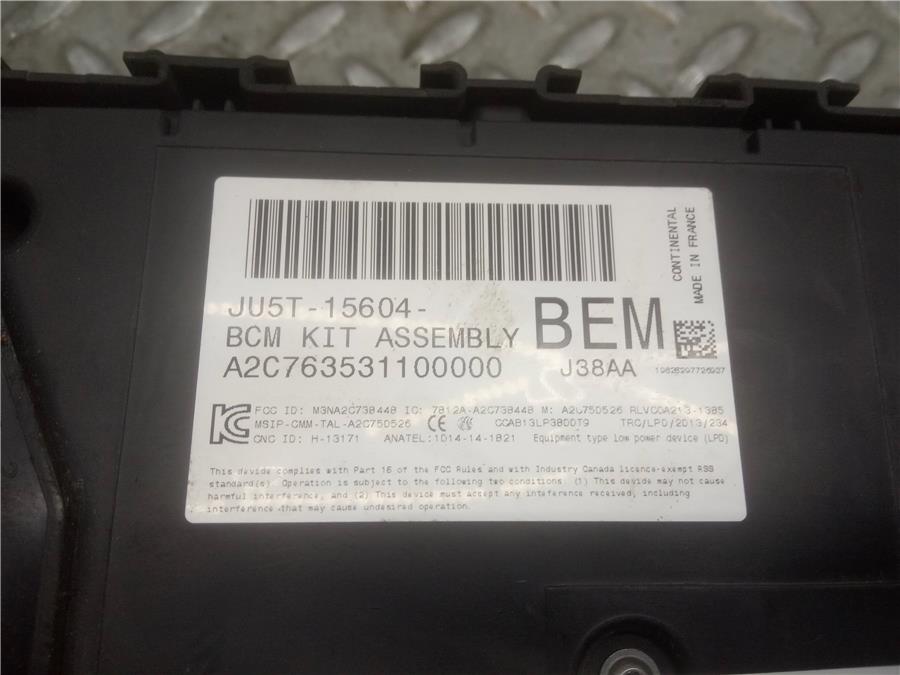 CONTINENTAL
MADE IN FRANCE
JU5T-15604-
BEM
BCM KIT ASSEMBLY
A2C763531100000
J38AA
FCC ID: M3NA2C738448 IC: 7812A-A2C738448 M: A2C750526 RLVCOA213-1385
MSIP-CMM-TAL-A2C750526 CE CCAB13LP3800T9 TRC/LPD/2013/234
CNC ID: H-13171 ANATEL:1014-14-1821 Equipment type low power device (LPD)
This device complies with Part 15 of the FCC Rules and with Industry Canada licence-exempt RSS
standard(s). Operation is subject to the following two conditions: (1) This device may not cause
harmful interference, and (2) This device must accept any interference received, including
interference that may cause undesired operation.